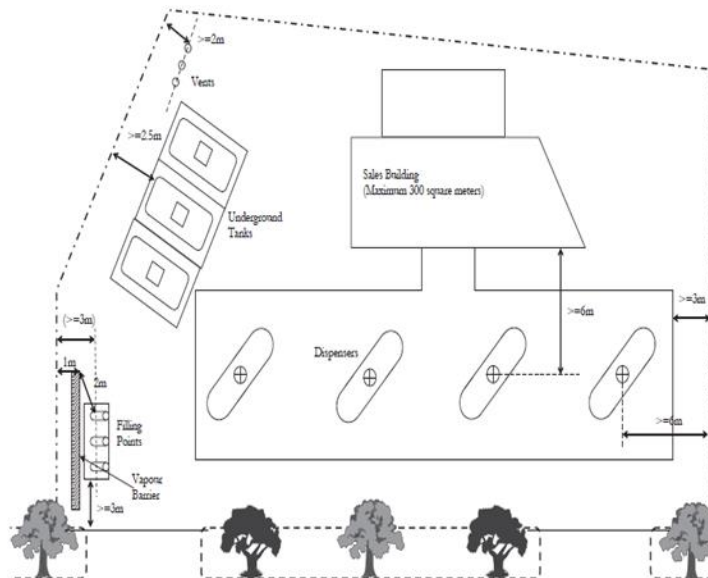 >=2m
Vents
>=2.5m
Sales Building
(Maximum 300 square meters)
Underground
Tanks
>=6m
>=3m
(>=3m)
Dispensers
1m
2m
>=6m
Filling
Points
Vapour
Barrier
>=3m